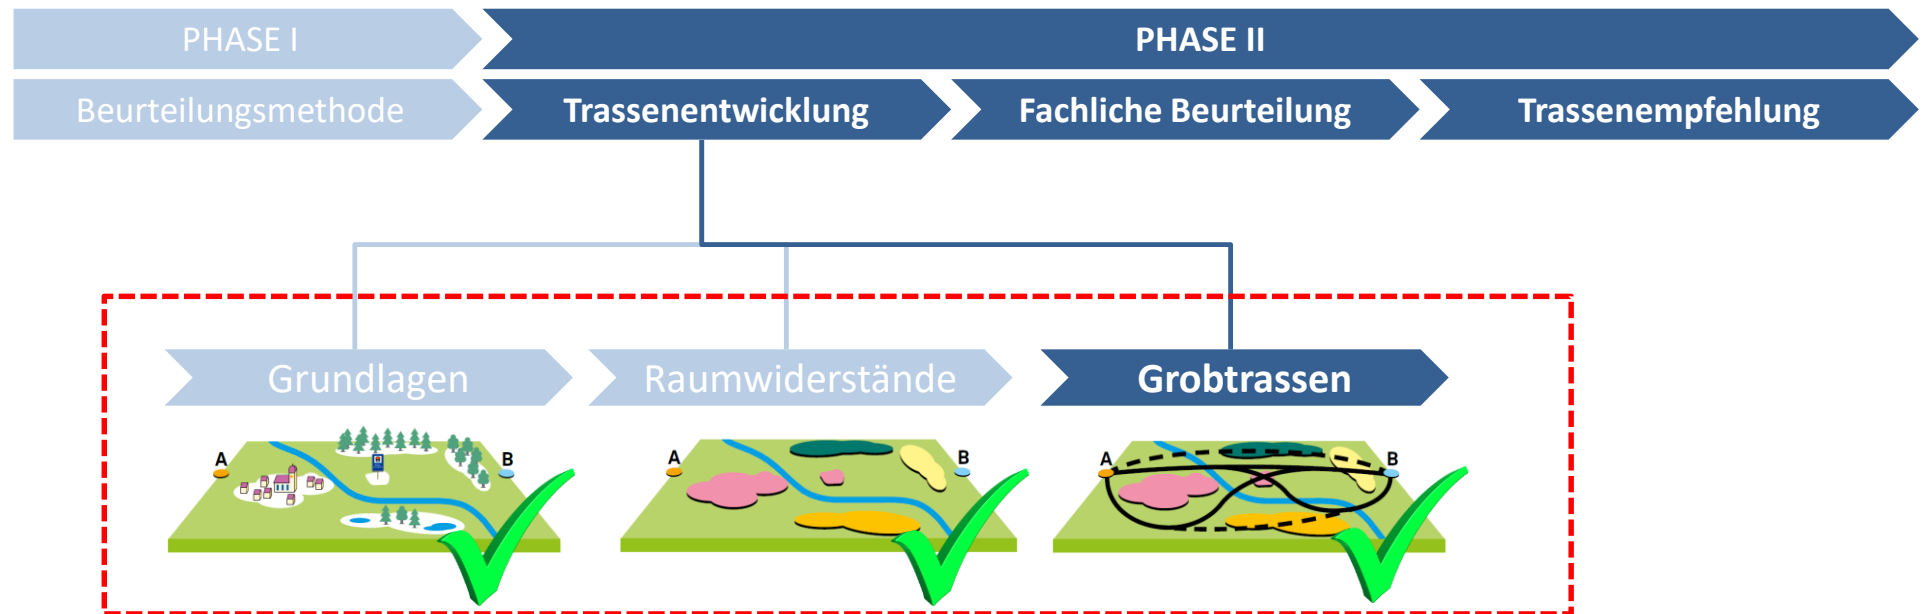 PHASE I
PHASE II
Beurteilungsmethode
Trassenentwicklung
Fachliche Beurteilung
Trassenempfehlung
Grundlagen
Raumwiderstände
Grobtrassen
A
B
A
B
A
B